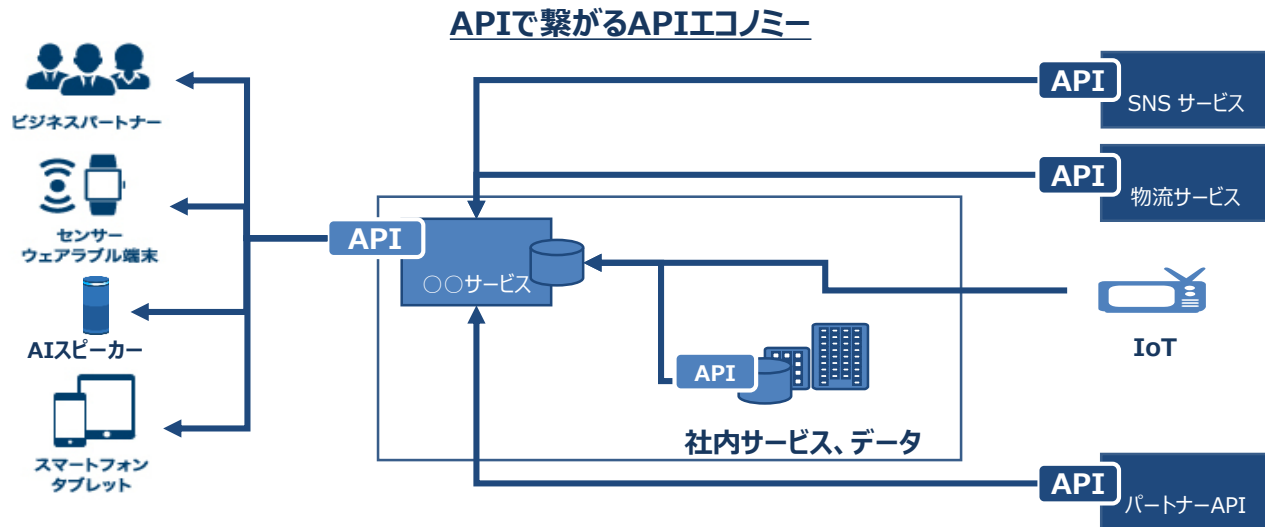 APIで繋がるAPIエコノミー
ビジネスパートナー
センサー
ウェアラブル端末
AIスピーカー
スマートフォン
タブレット
API
〇〇サービス
API
社内サービス、データ
API
SNS サービス
API
物流サービス
IoT
API
パートナーAPI